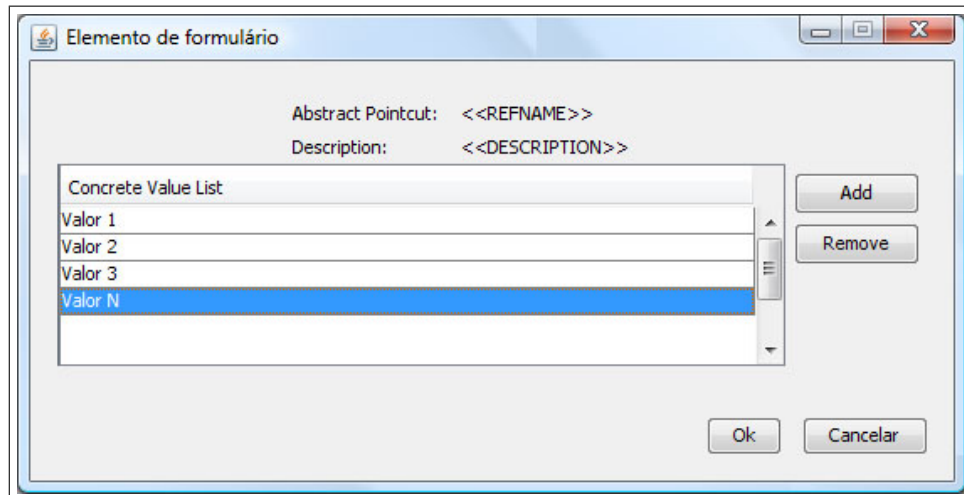 Elemento de formulário
Abstract Pointcut: <<REFNAME>>
Description: <<DESCRIPTION>>
Concrete Value List
Valor 1
Valor 2
Valor 3
Valor N
Add
Remove
Ok
Cancelar